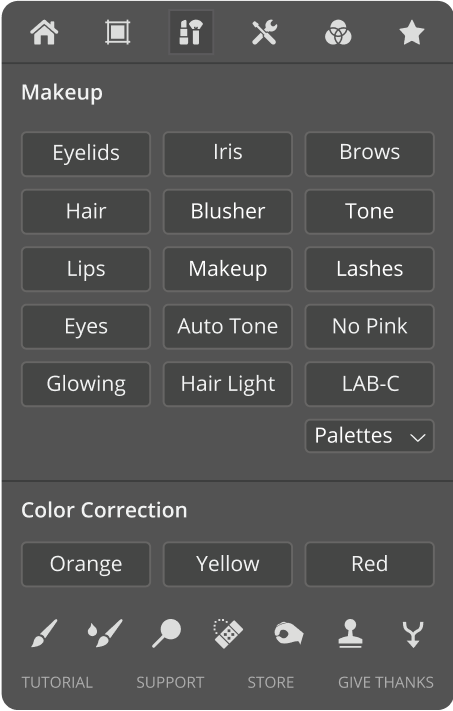 Makeup
Eyelids Iris Brows
Hair Blusher Tone
Lips Makeup Lashes
Eyes Auto Tone No Pink
Glowing Hair Light LAB-C
Palettes
Color Correction
Orange Yellow Red
TUTORIAL SUPPORT STORE GIVE THANKS